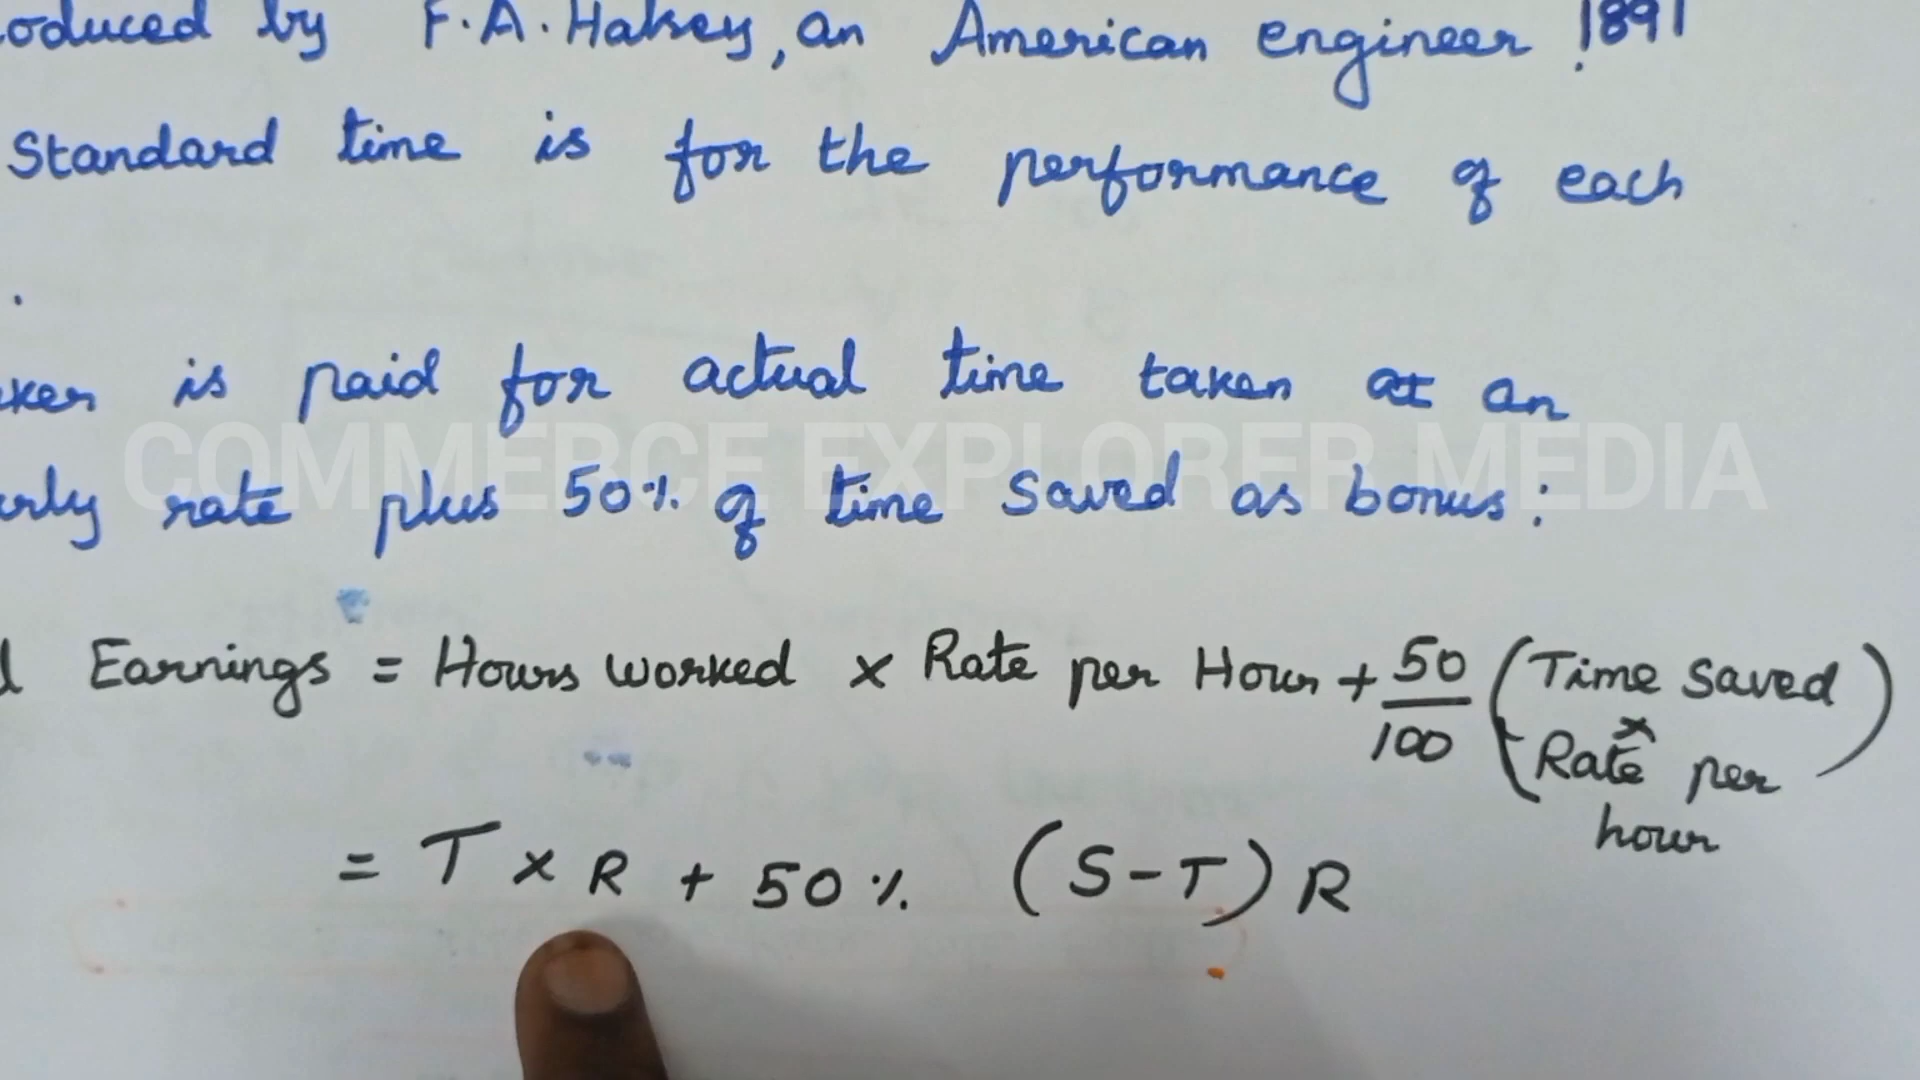 oduced by F.A. Halsey, an American engineer 1891
Standard time is for the performance of each
.
ker is paid for actual time taken at an
urly rate plus 50% of time saved as bonus:
COMMERCE EXPLORER MEDIA
l Earnings = Hours worked × Rate per Hour + 50/100 (Time saved × Rate per hour)
= T × R + 50% (S-T) R